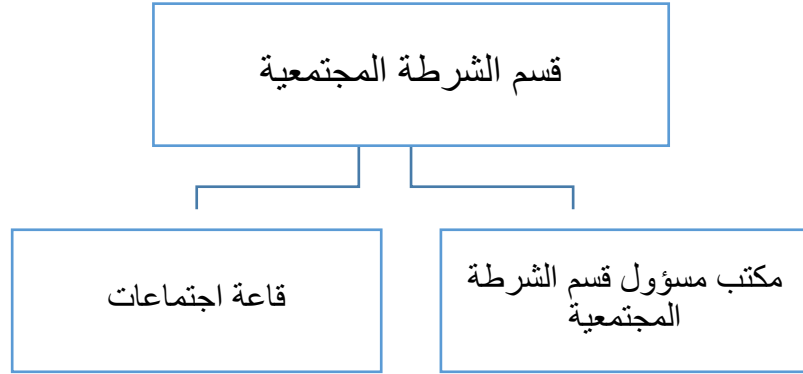 قسم الشرطة المجتمعية
مكتب مسؤول قسم الشرطة
المجتمعية
قاعة اجتماعات